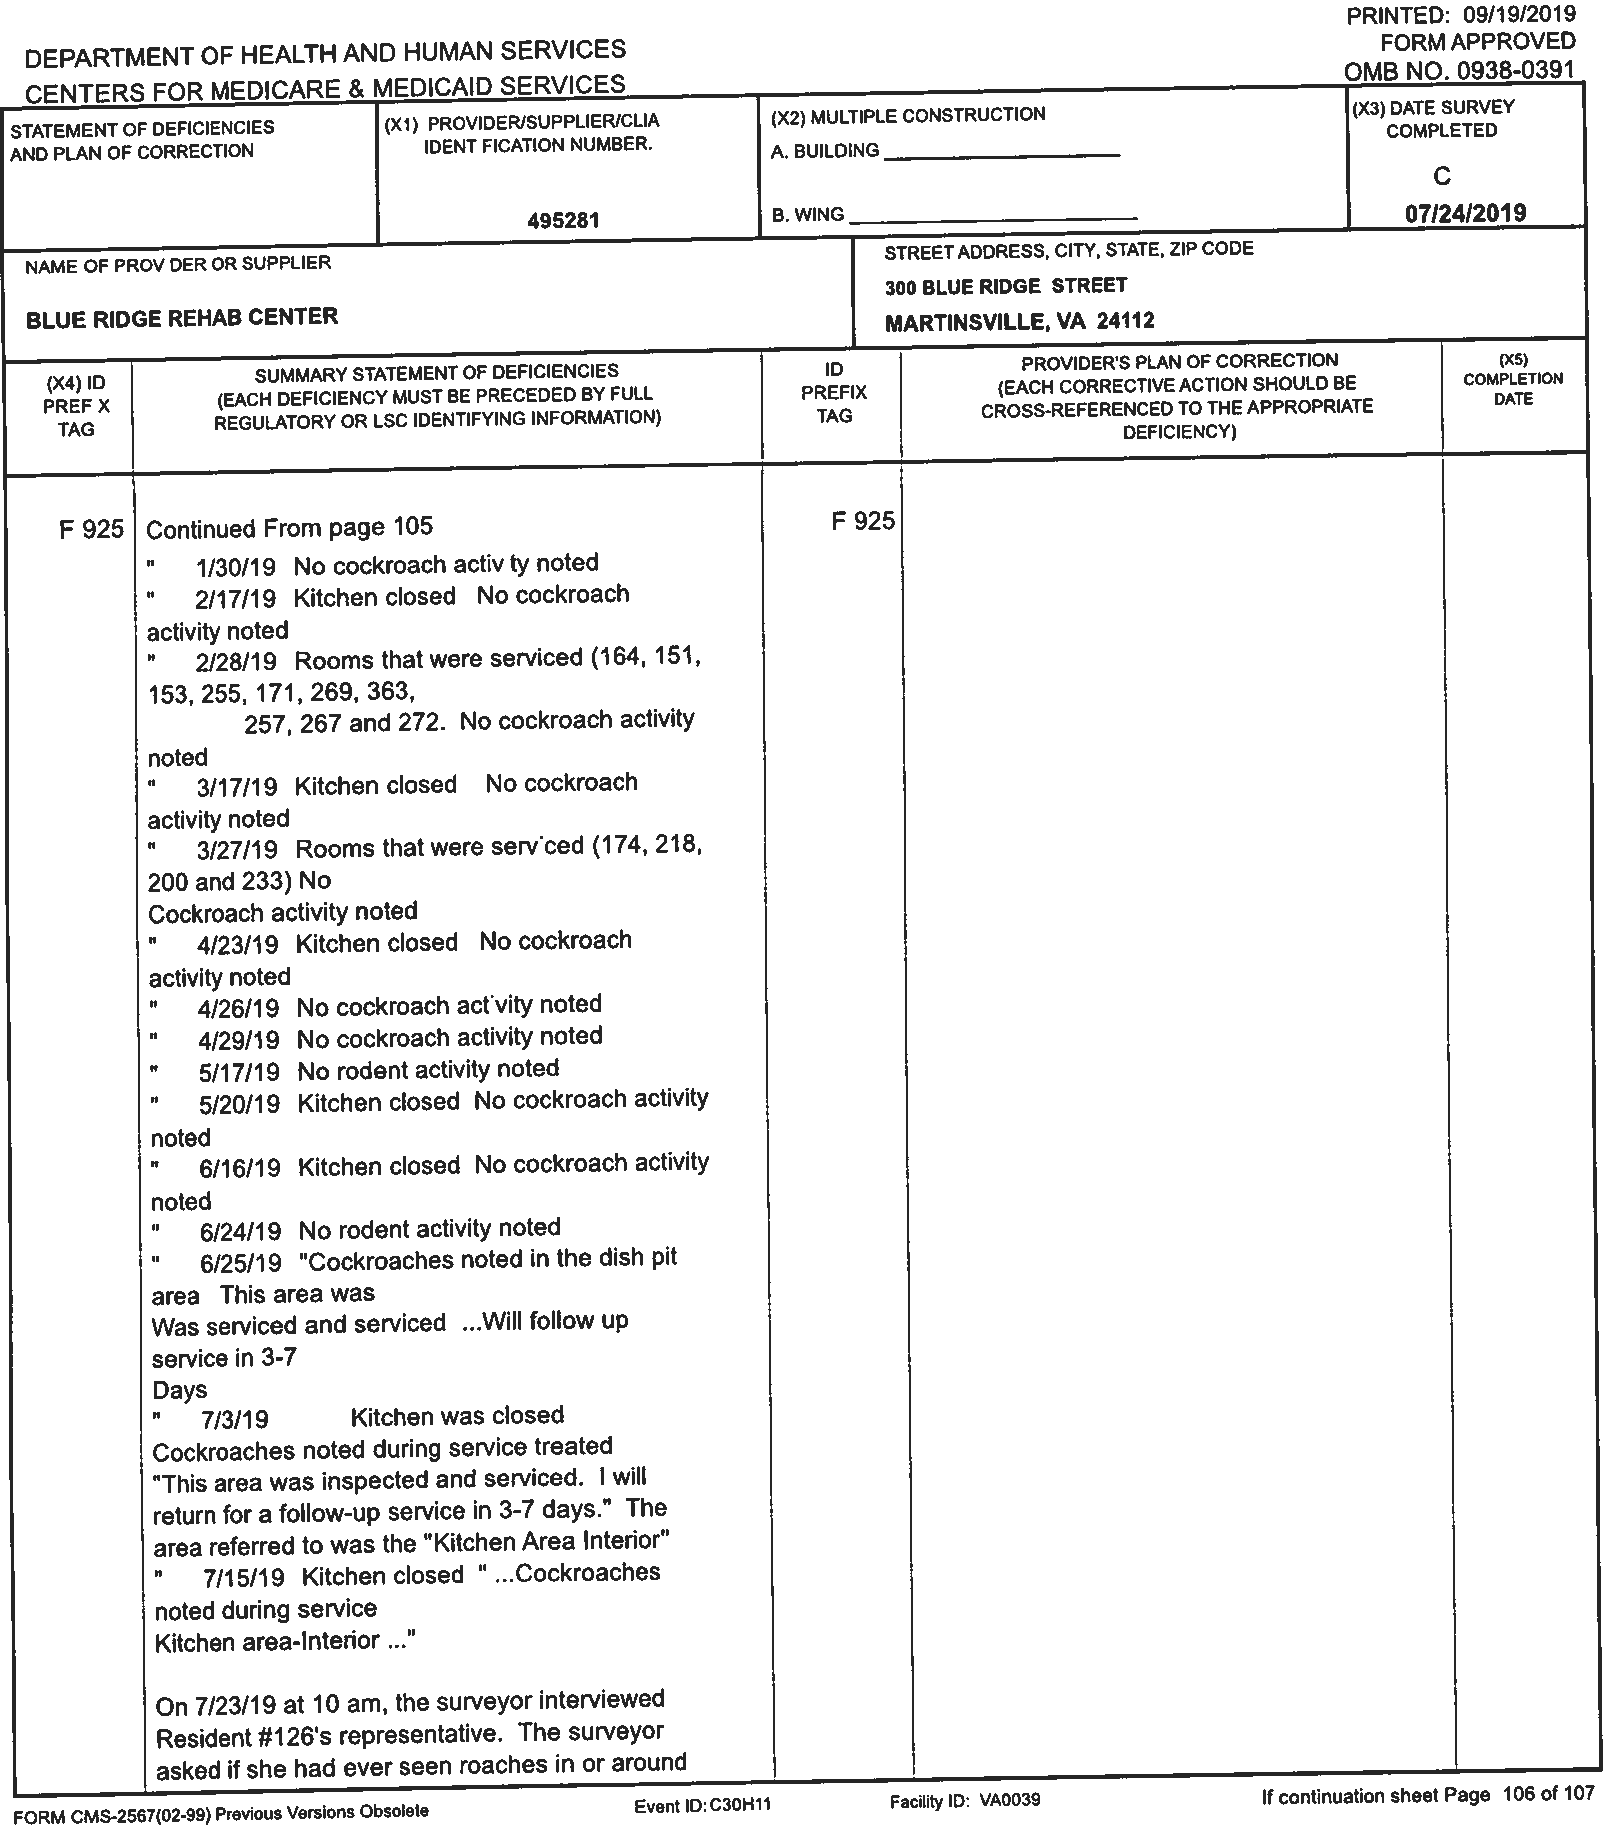 PRINTED: 09/19/2019
FORM APPROVED
OMB NO. 0938-0391
DEPARTMENT OF HEALTH AND HUMAN SERVICES
CENTERS FOR MEDICARE & MEDICAID SERVICES
STATEMENT OF DEFICIENCIES
AND PLAN OF CORRECTION
(X1) PROVIDER/SUPPLIER/CLIA
IDENT FICATION NUMBER.
495281
(X2) MULTIPLE CONSTRUCTION
A. BUILDING
B. WING
(X3) DATE SURVEY
COMPLETED
C
07/24/2019
NAME OF PROV DER OR SUPPLIER
BLUE RIDGE REHAB CENTER
STREET ADDRESS, CITY, STATE, ZIP CODE
300 BLUE RIDGE STREET
MARTINSVILLE, VA 24112
(X4) ID
PREF X
TAG
SUMMARY STATEMENT OF DEFICIENCIES
(EACH DEFICIENCY MUST BE PRECEDED BY FULL
REGULATORY OR LSC IDENTIFYING INFORMATION)
ID
PREFIX
TAG
PROVIDER'S PLAN OF CORRECTION
(EACH CORRECTIVE ACTION SHOULD BE
CROSS-REFERENCED TO THE APPROPRIATE
DEFICIENCY)
(X5)
COMPLETION
DATE
F 925 Continued From page 105 F 925
" 1/30/19 No cockroach activ ty noted
" 2/17/19 Kitchen closed No cockroach
activity noted
" 2/28/19 Rooms that were serviced (164, 151,
153, 255, 171, 269, 363,
257, 267 and 272. No cockroach activity
noted
" 3/17/19 Kitchen closed No cockroach
activity noted
" 3/27/19 Rooms that were serv'ced (174, 218,
200 and 233) No
Cockroach activity noted
" 4/23/19 Kitchen closed No cockroach
activity noted
" 4/26/19 No cockroach act'vity noted
" 4/29/19 No cockroach activity noted
" 5/17/19 No rodent activity noted
" 5/20/19 Kitchen closed No cockroach activity
noted
" 6/16/19 Kitchen closed No cockroach activity
noted
" 6/24/19 No rodent activity noted
" 6/25/19 "Cockroaches noted in the dish pit
area This area was
Was serviced and serviced ...Will follow up
service in 3-7
Days
" 7/3/19 Kitchen was closed
Cockroaches noted during service treated
"This area was inspected and serviced. I will
return for a follow-up service in 3-7 days." The
area referred to was the "Kitchen Area Interior"
" 7/15/19 Kitchen closed " ...Cockroaches
noted during service
Kitchen area-Interior ..."
On 7/23/19 at 10 am, the surveyor interviewed
Resident #126's representative. The surveyor
asked if she had ever seen roaches in or around
FORM CMS-2567(02-99) Previous Versions Obsolete Event ID: C30H11 Facility ID: VA0039 If continuation sheet Page 106 of 107